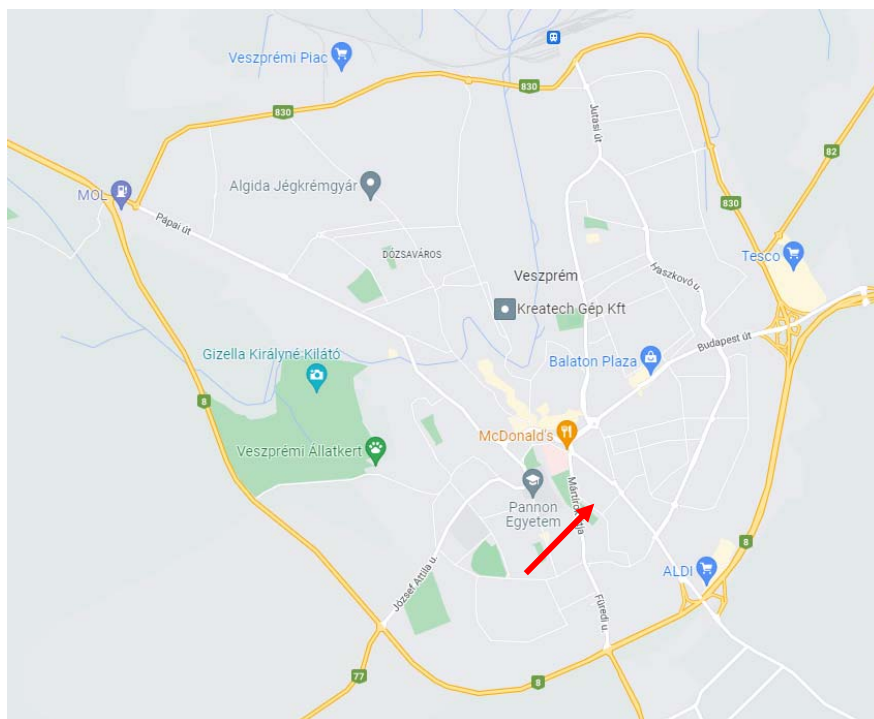 Veszprémi Piac
830
830
Jutasi út
82
Algida Jégkrémgyár
MOL
Pápai út
830
DÓZSAVÁROS
Tesco
Haszkovó u.
Veszprém
Kreatech Gép Kft
Budapest út
Gizella Királyné Kilátó
Balaton Plaza
8
McDonald's
Veszprémi Állatkert
Pannon
Egyetem
8
ALDI
József Attila u.
Füredi u.
77
8